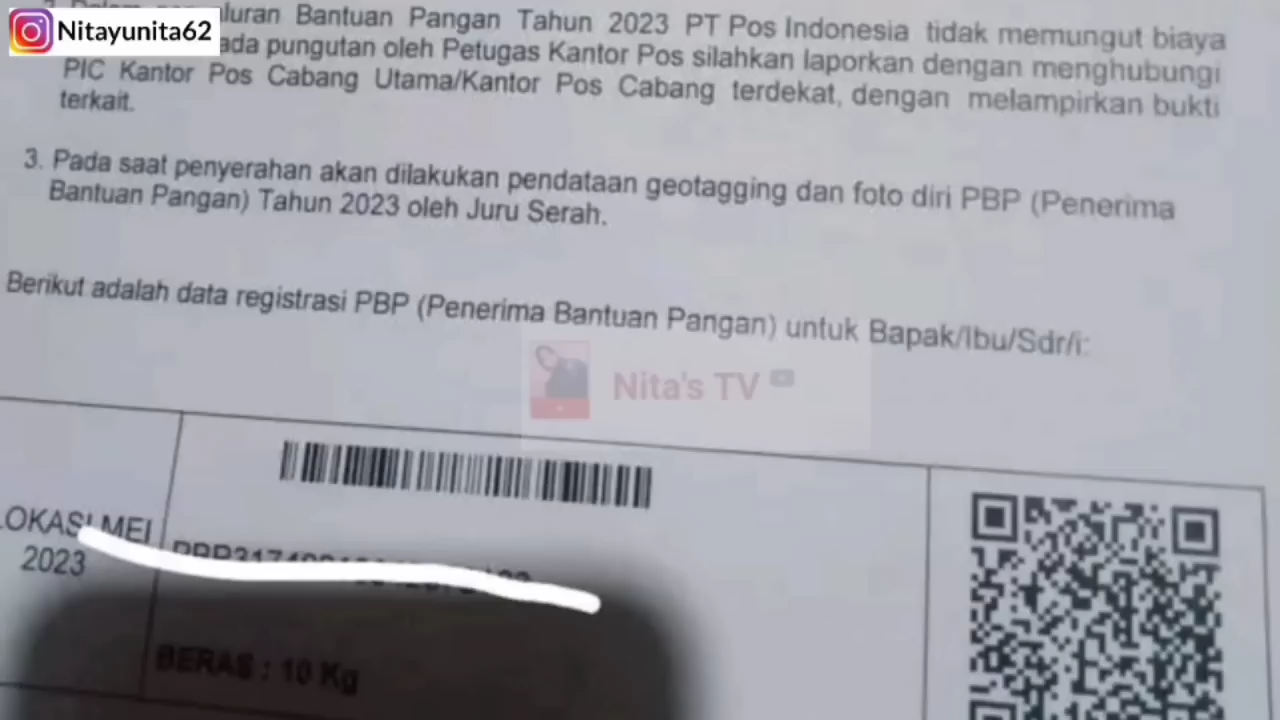 Nitayunita62
luran Bantuan Pangan Tahun 2023 PT Pos Indonesia tidak memungut biaya
ada pungutan oleh Petugas Kantor Pos silahkan laporkan dengan menghubungi
PIC Kantor Pos Cabang Utama/Kantor Pos Cabang terdekat, dengan melampirkan bukti
terkait.
3. Pada saat penyerahan akan dilakukan pendataan geotagging dan foto diri PBP (Penerima
Bantuan Pangan) Tahun 2023 oleh Juru Serah.
Berikut adalah data registrasi PBP (Penerima Bantuan Pangan) untuk Bapak/Ibu/Sdr/i:
Nita's TV
LOKASI MEI
2023
BERAS : 10 Kg